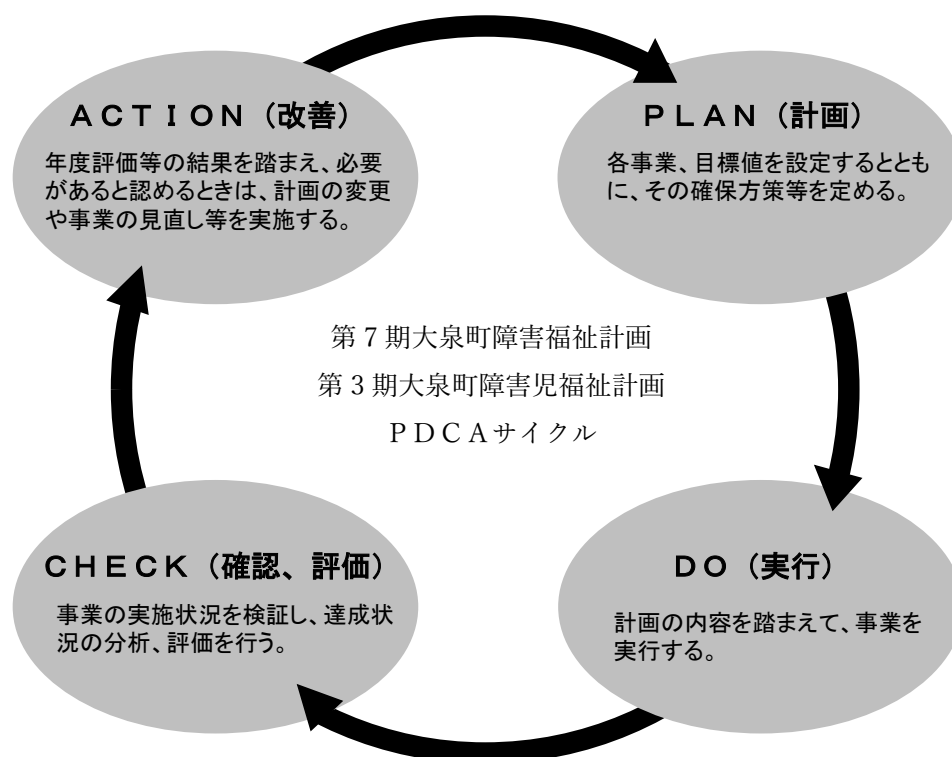 ACTION（改善）
年度評価等の結果を踏まえ、必要
があると認めるときは、計画の変更
や事業の見直し等を実施する。
PLAN（計画）
各事業、目標値を設定するととも
に、その確保方策等を定める。
第７期大泉町障害福祉計画
第３期大泉町障害児福祉計画
ＰＤＣＡサイクル
CHECK（確認、評価）
事業の実施状況を検証し、達成状
況の分析、評価を行う。
DO（実行）
計画の内容を踏まえて、事業を
実行する。